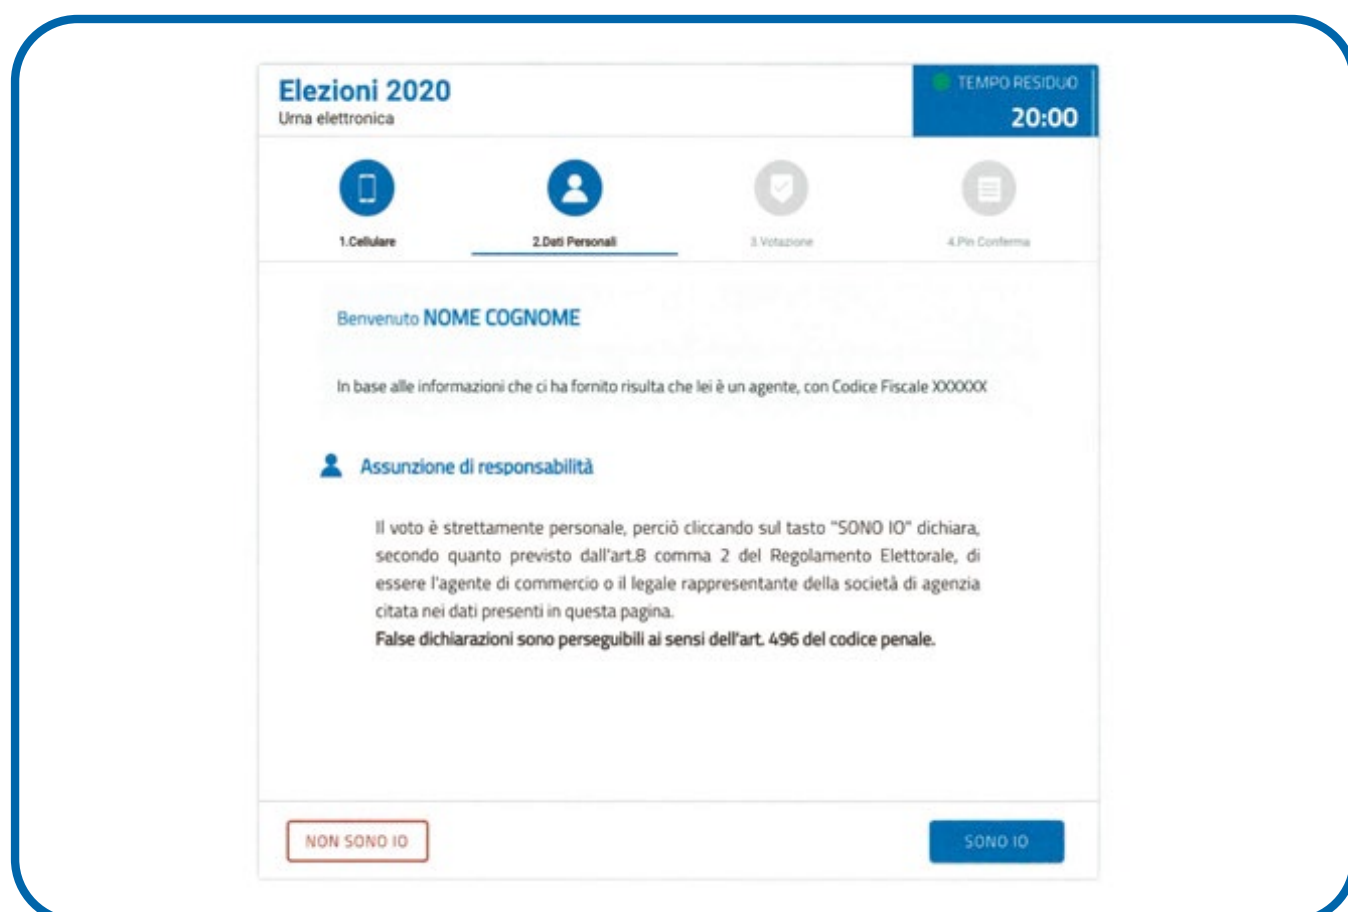 Elezioni 2020
Urna elettronica
TEMPO RESIDUO
20:00
1.Cellulare
2.Dati Personali
3.Votazione
4.Pin Conferma
Benvenuto NOME COGNOME
In base alle informazioni che ci ha fornito risulta che lei è un agente, con Codice Fiscale XXXXXX
Assunzione di responsabilità
Il voto è strettamente personale, perciò cliccando sul tasto "SONO IO" dichiara,
secondo quanto previsto dall'art.8 comma 2 del Regolamento Elettorale, di
essere l'agente di commercio o il legale rappresentante della società di agenzia
citata nei dati presenti in questa pagina.
False dichiarazioni sono perseguibili ai sensi dell'art. 496 del codice penale.
NON SONO IO
SONO IO